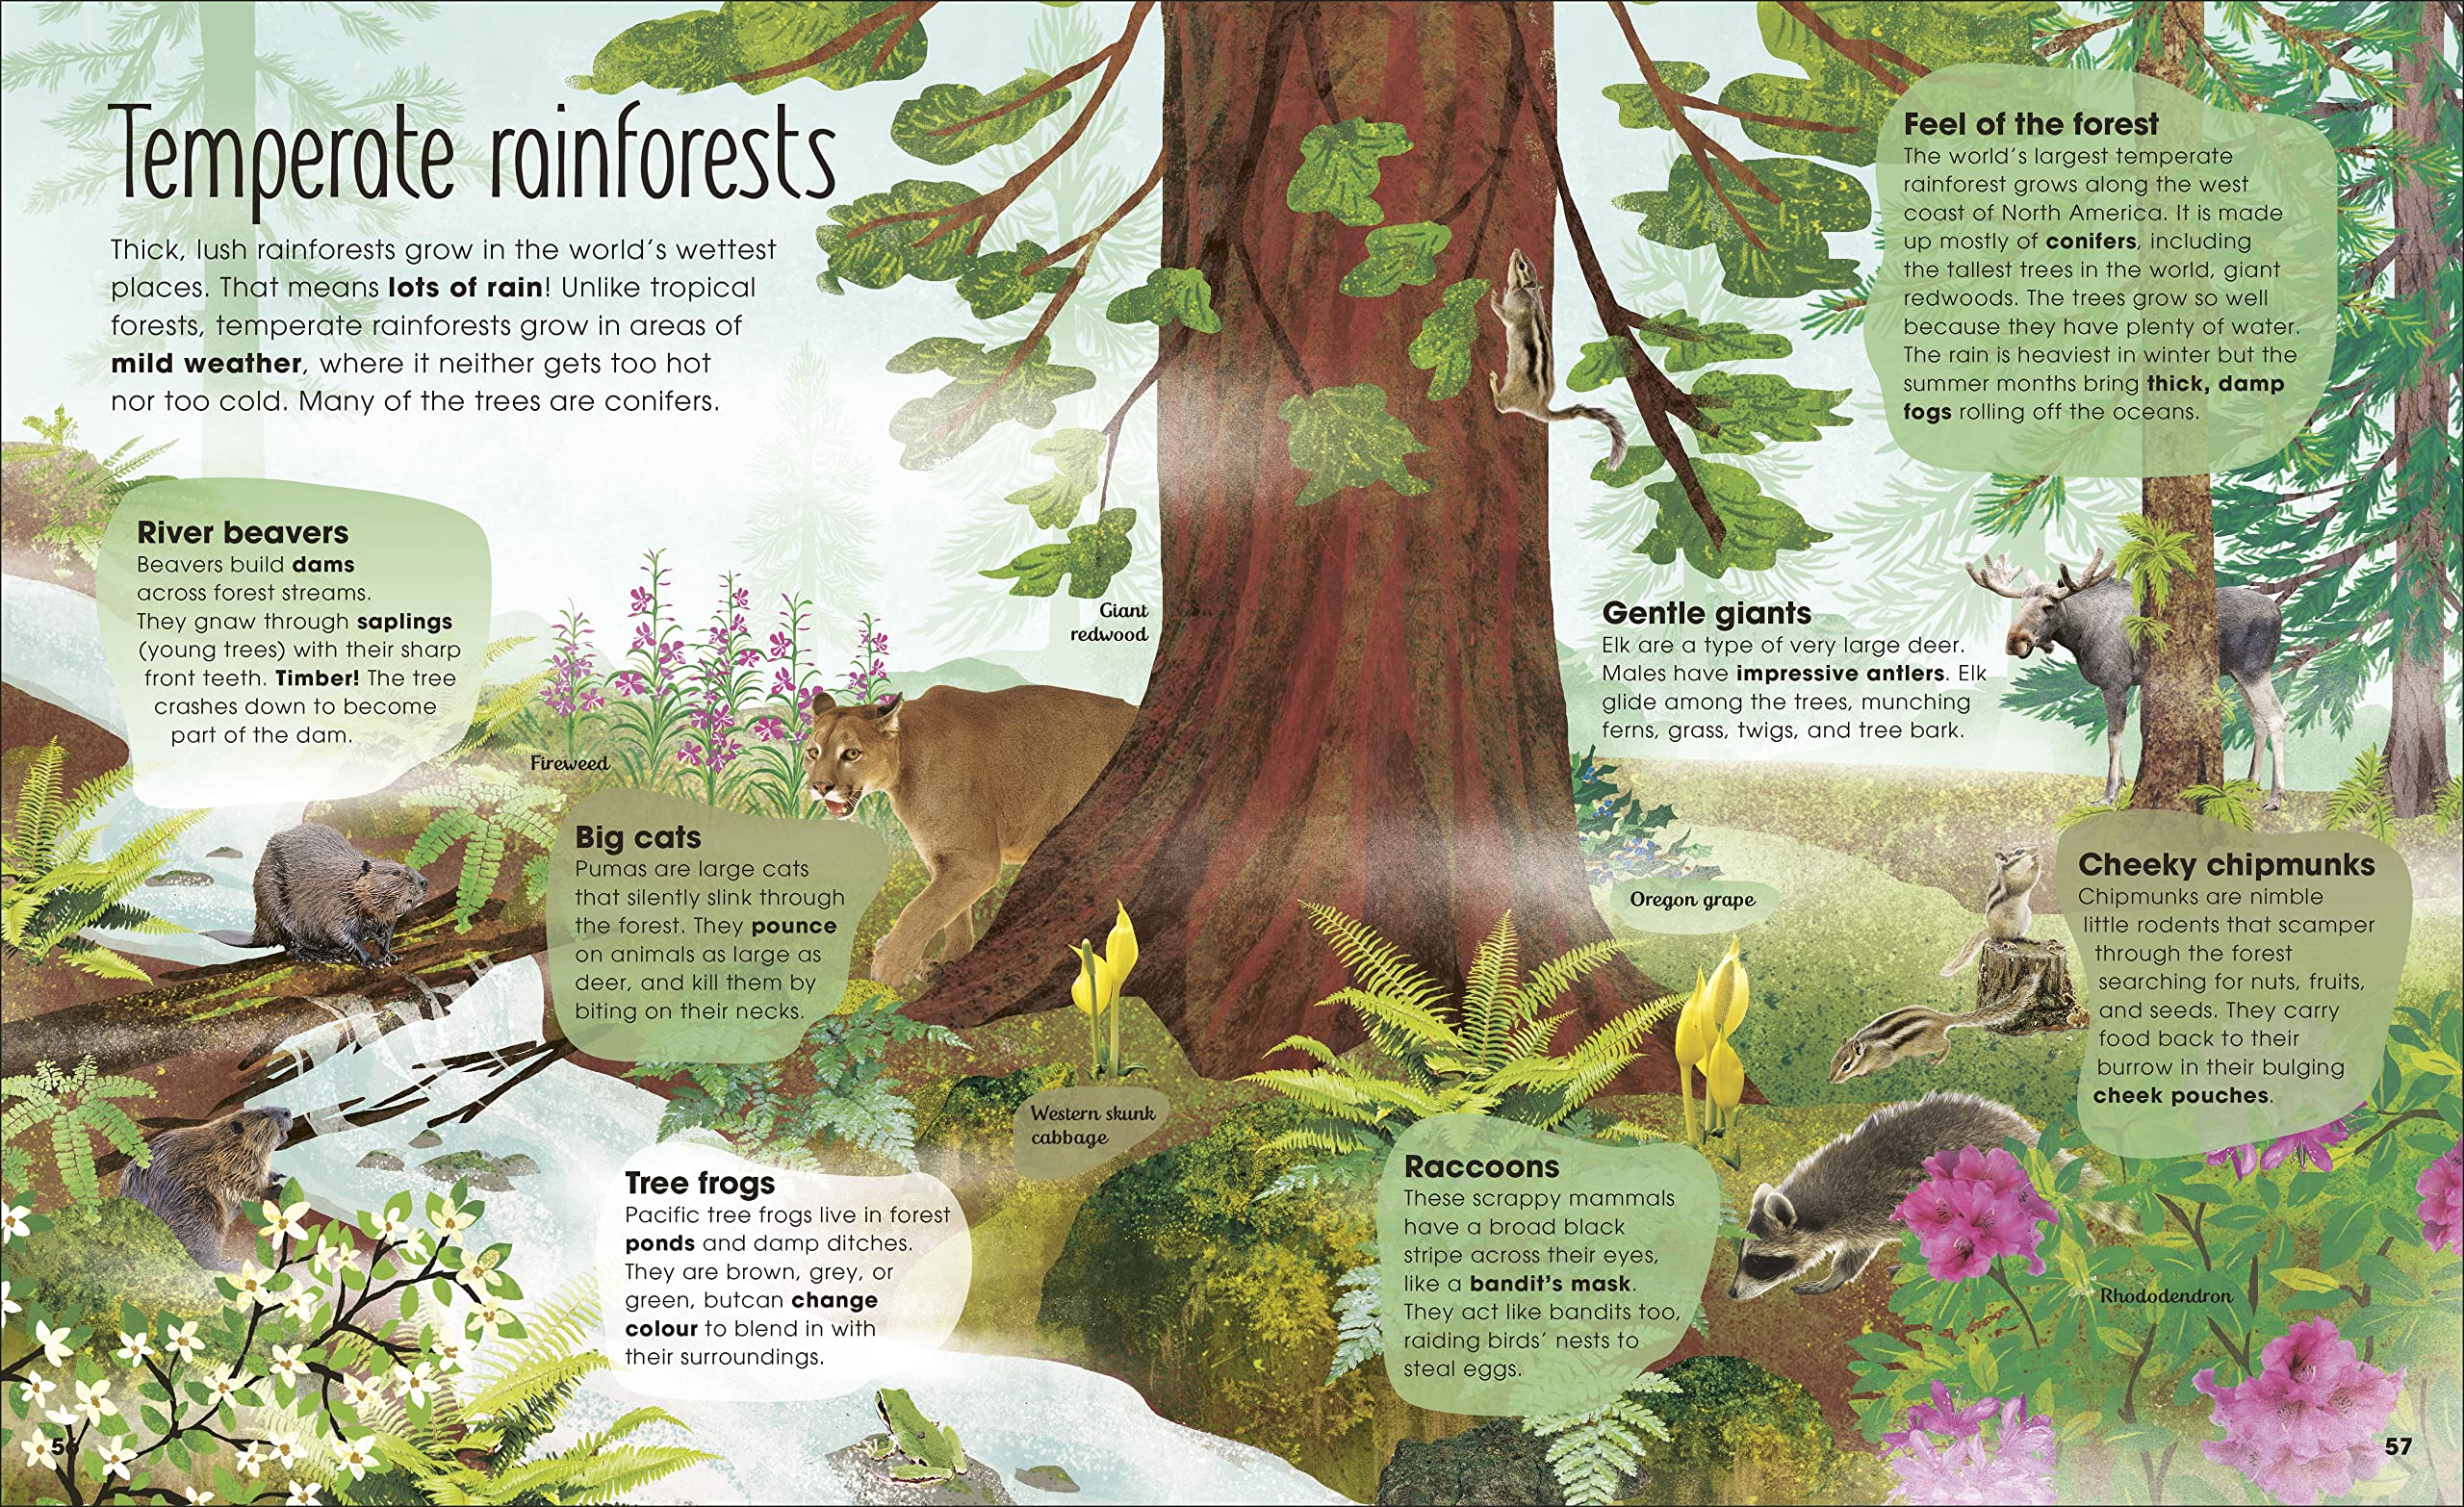 Temperate rainforests
Thick, lush rainforests grow in the world's wettest
places. That means lots of rain! Unlike tropical
forests, temperate rainforests grow in areas of
mild weather, where it neither gets too hot
nor too cold. Many of the trees are conifers.
River beavers
Beavers build dams
across forest streams.
They gnaw through saplings
(young trees) with their sharp
front teeth. Timber! The tree
crashes down to become
part of the dam.
Fireweed
Giant
redwood
Big cats
Pumas are large cats
that silently slink through
the forest. They pounce
on animals as large as
deer, and kill them by
biting on their necks.
Western skunk
cabbage
Tree frogs
Pacific tree frogs live in forest
ponds and damp ditches.
They are brown, grey, or
green, butcan change
colour to blend in with
their surroundings.
56
Feel of the forest
The world's largest temperate
rainforest grows along the west
coast of North America. It is made
up mostly of conifers, including
the tallest trees in the world, giant
redwoods. The trees grow so well
because they have plenty of water.
The rain is heaviest in winter but the
summer months bring thick, damp
fogs rolling off the oceans.
Gentle giants
Elk are a type of very large deer.
Males have impressive antlers. Elk
glide among the trees, munching
ferns, grass, twigs, and tree bark.
Oregon grape
Cheeky chipmunks
Chipmunks are nimble
little rodents that scamper
through the forest
searching for nuts, fruits,
and seeds. They carry
food back to their
burrow in their bulging
cheek pouches.
Raccoons
These scrappy mammals
have a broad black
stripe across their eyes,
like a bandit's mask.
They act like bandits too,
raiding birds' nests to
steal eggs.
Rhododendron
57